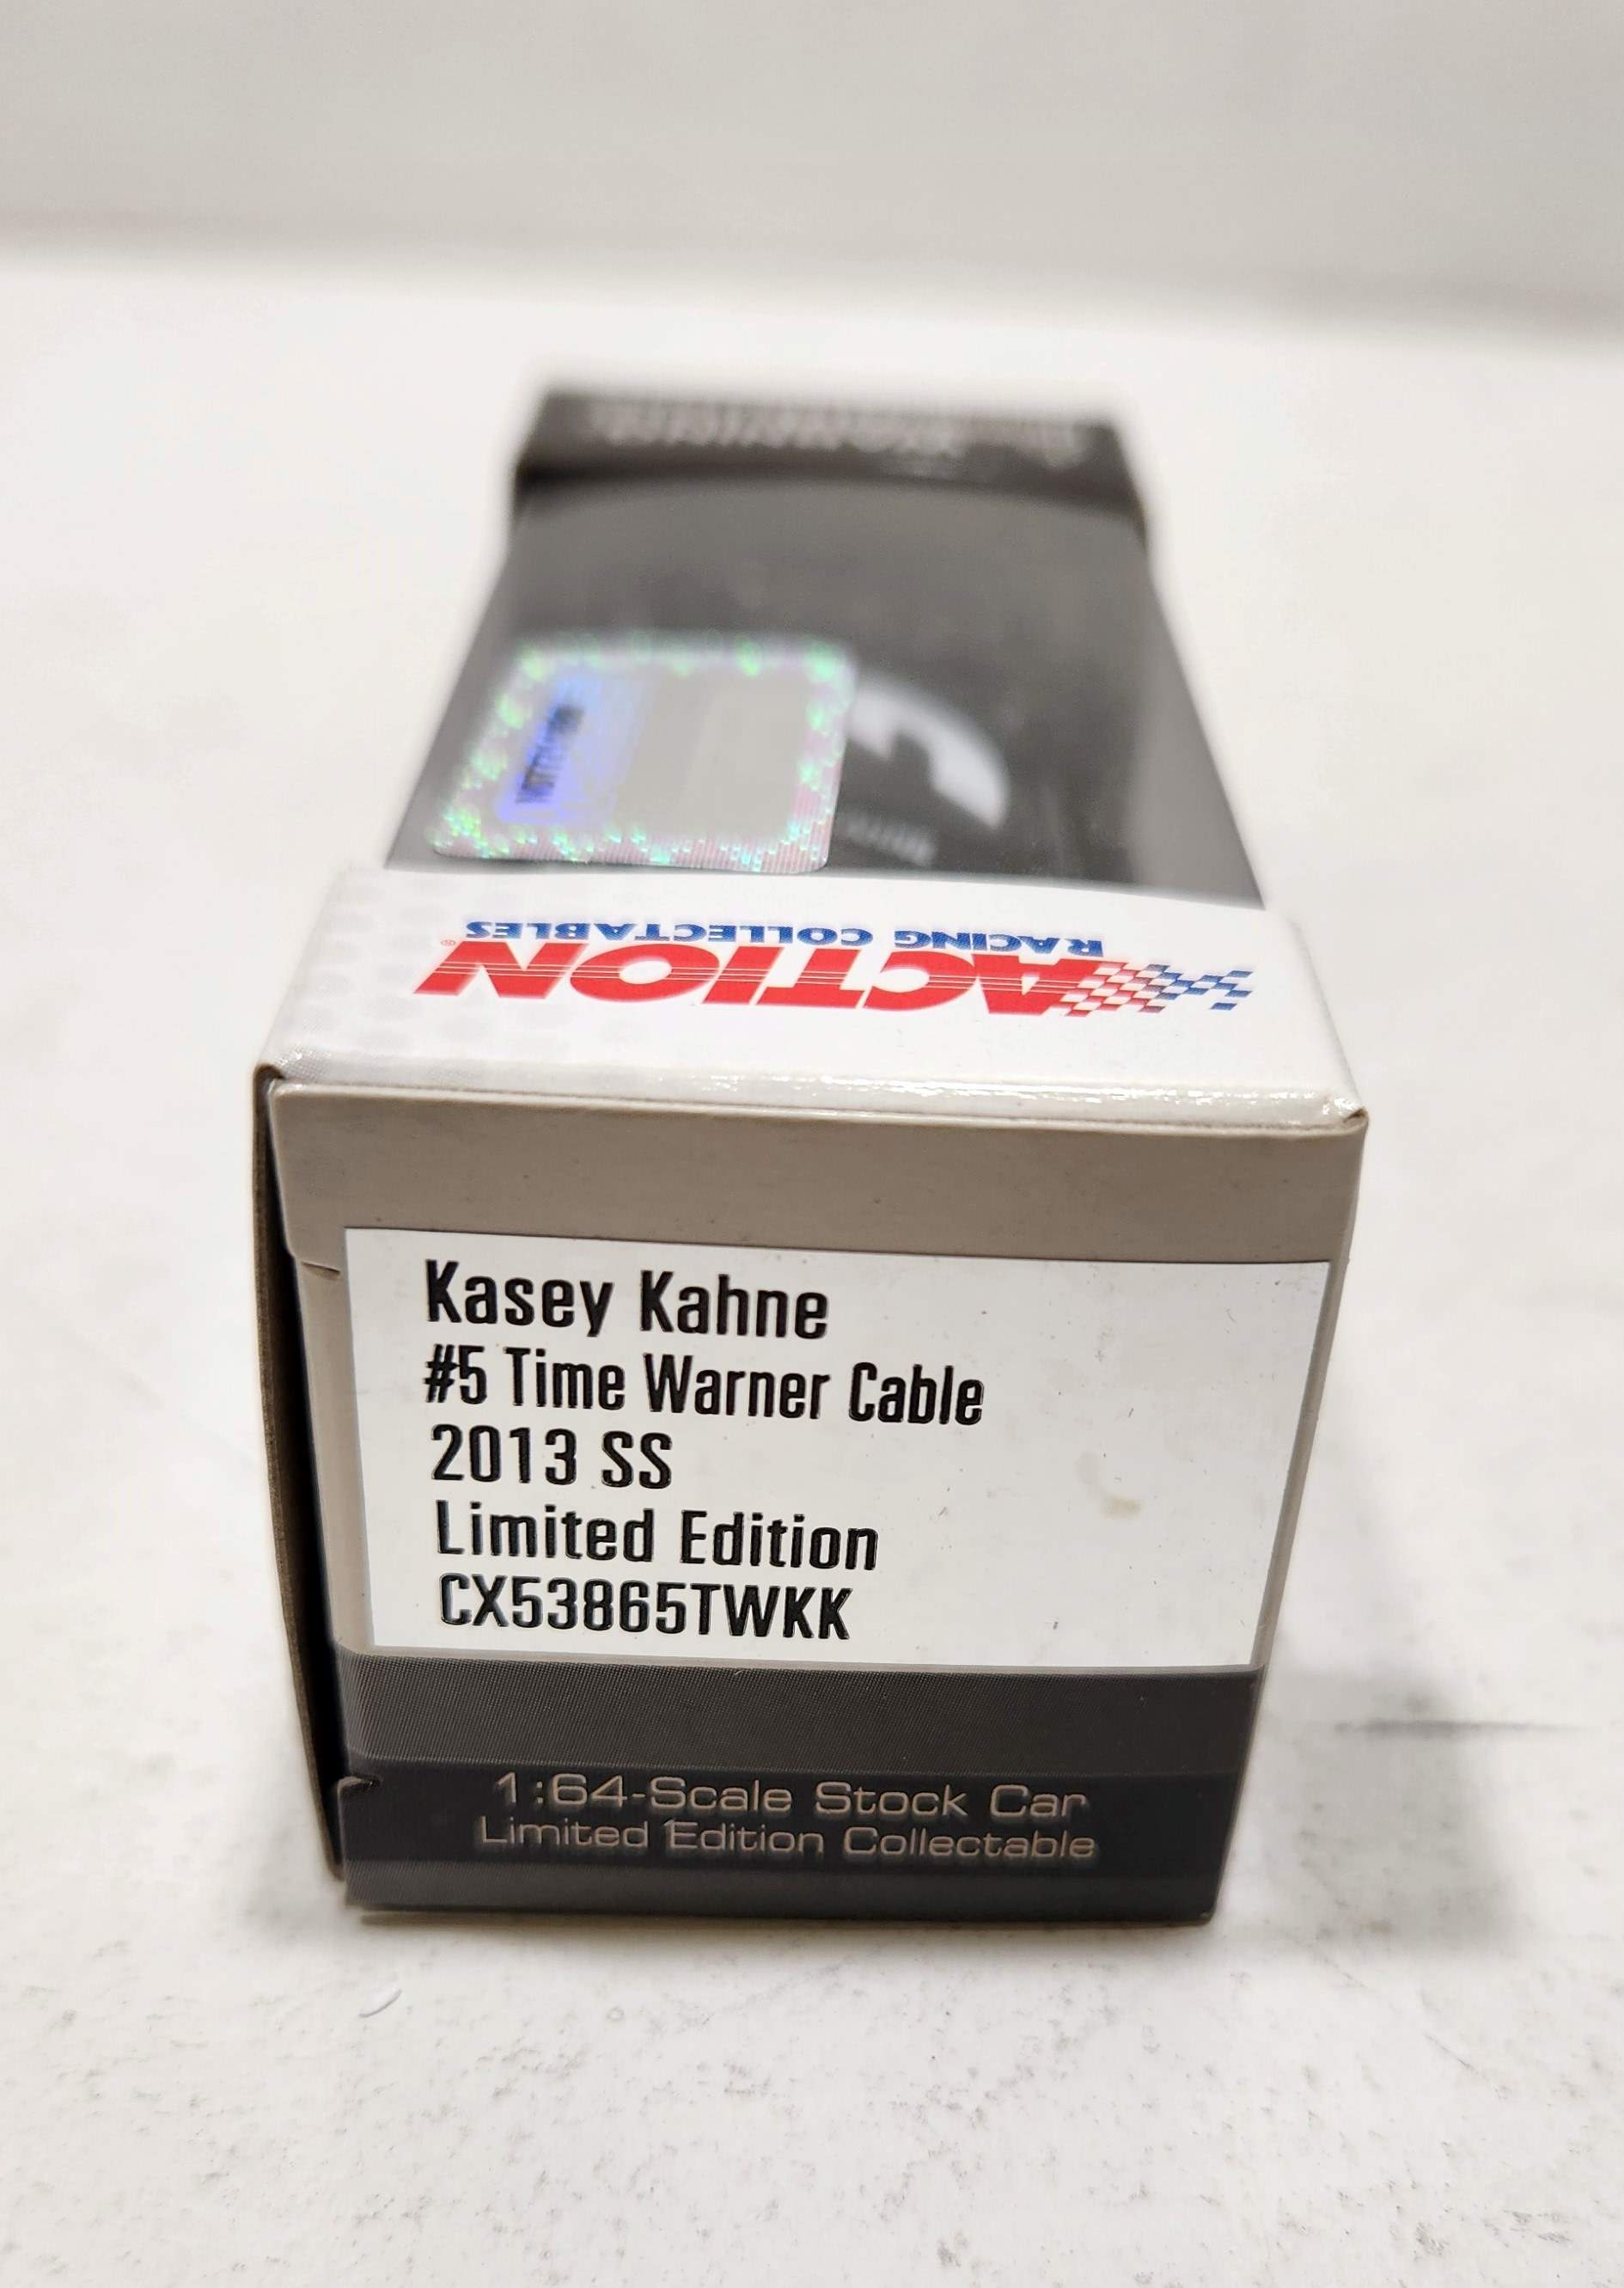 ACTION®
RACING COLLECTABLES
Kasey Kahne
#5 Time Warner Cable
2013 SS
Limited Edition
CX53865TWKK
1:64-Scale Stock Car
Limited Edition Collectable